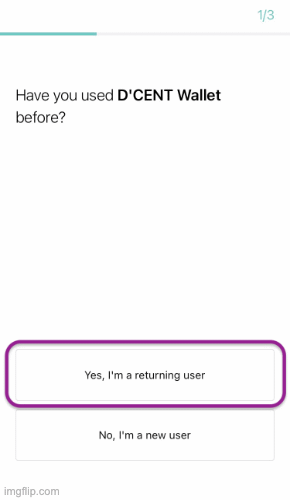 1/3
Have you used D'CENT Wallet
before?
Yes, I'm a returning user
No, I'm a new user
imgflip.com